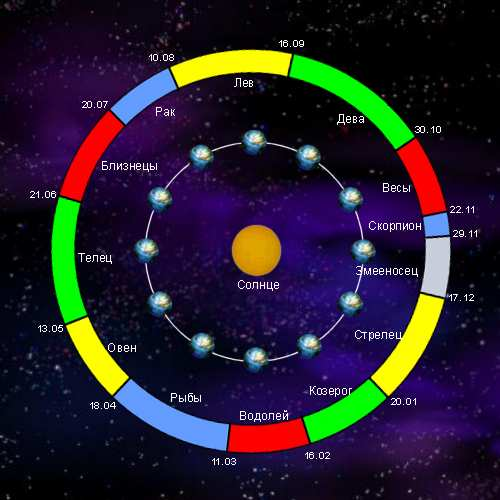 16.09
10.08
Лев
20.07
Рак
Дева
30.10
Близнецы
Весы
21.06
22.11
Скорпион
29.11
Телец
Змееносец
Солнце
17.12
13.05
Стрелец
Овен
Козерог
Рыбы
18.04
20.01
Водолей
16.02
11.03